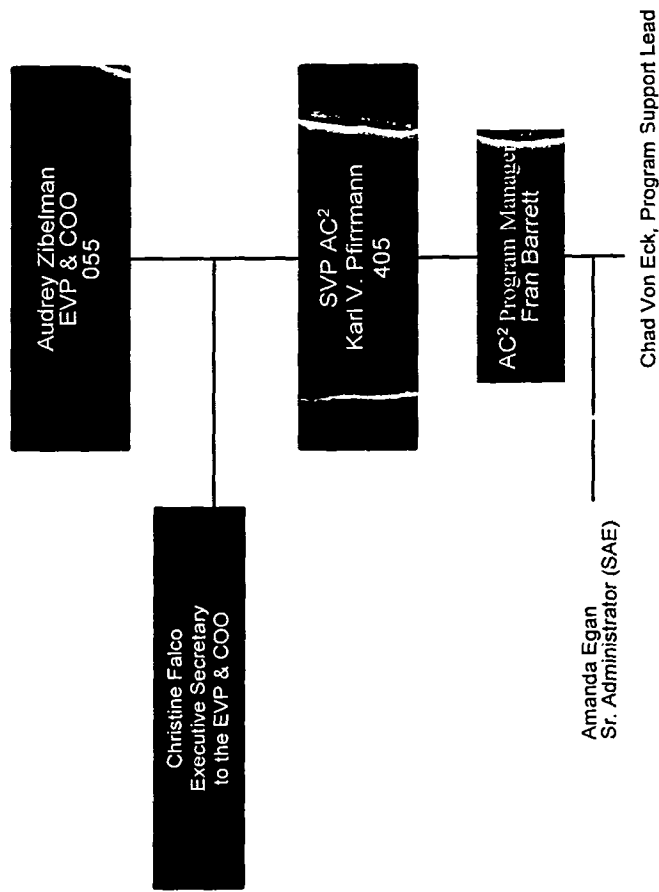 Audrey Zibelman
EVP & COO
055
Christine Falco
Executive Secretary
to the EVP & COO
SVP AC²
Karl V. Pfirrmann
405
AC² Program Manager
Fran Barrett
Amanda Egan
Sr. Administrator (SAE)
Chad Von Eck, Program Support Lead